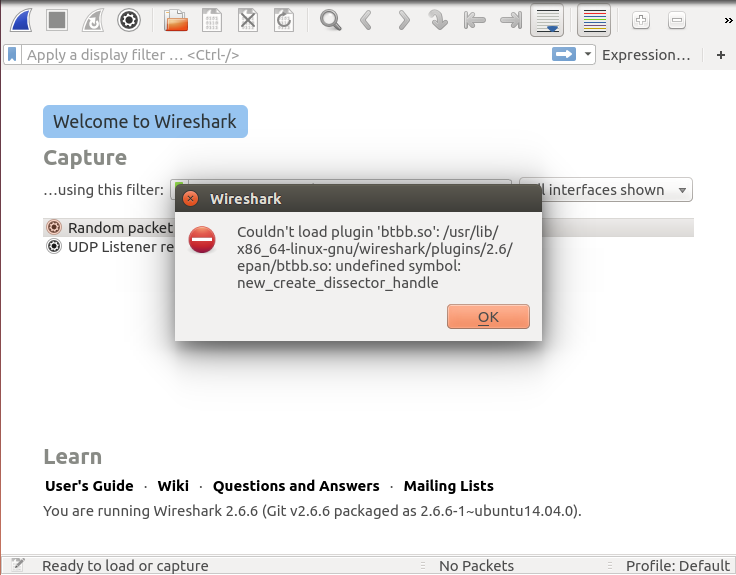 »
Apply a display filter … <Ctrl-/>
Expression…
+
Welcome to Wireshark
Capture
…using this filter:
interfaces shown
Wireshark
Random packet
UDP Listener re
Couldn't load plugin 'btbb.so': /usr/lib/
x86_64-linux-gnu/wireshark/plugins/2.6/
epan/btbb.so: undefined symbol:
new_create_dissector_handle
OK
Learn
User's Guide · Wiki · Questions and Answers · Mailing Lists
You are running Wireshark 2.6.6 (Git v2.6.6 packaged as 2.6.6-1~ubuntu14.04.0).
Ready to load or capture
No Packets
Profile: Default